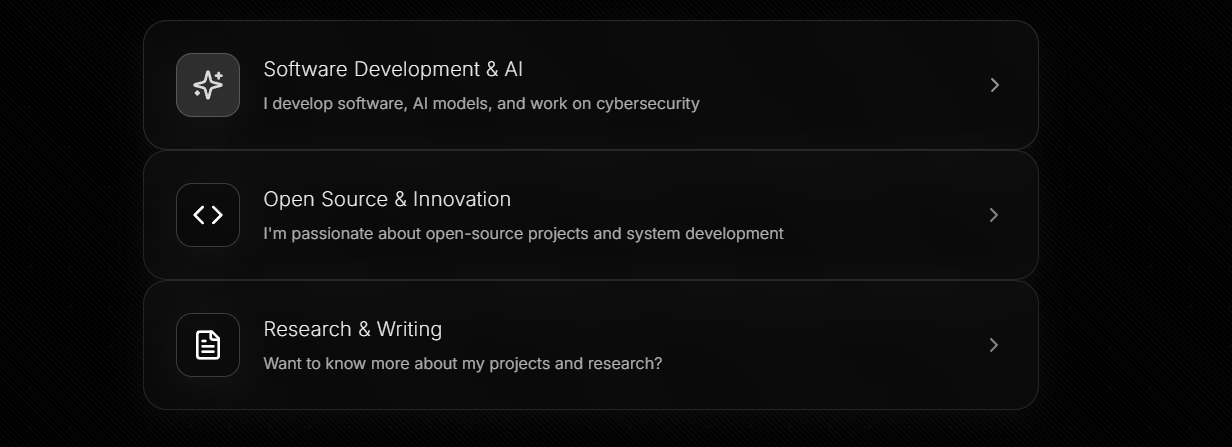 Software Development & AI
I develop software, AI models, and work on cybersecurity
Open Source & Innovation
I'm passionate about open-source projects and system development
Research & Writing
Want to know more about my projects and research?